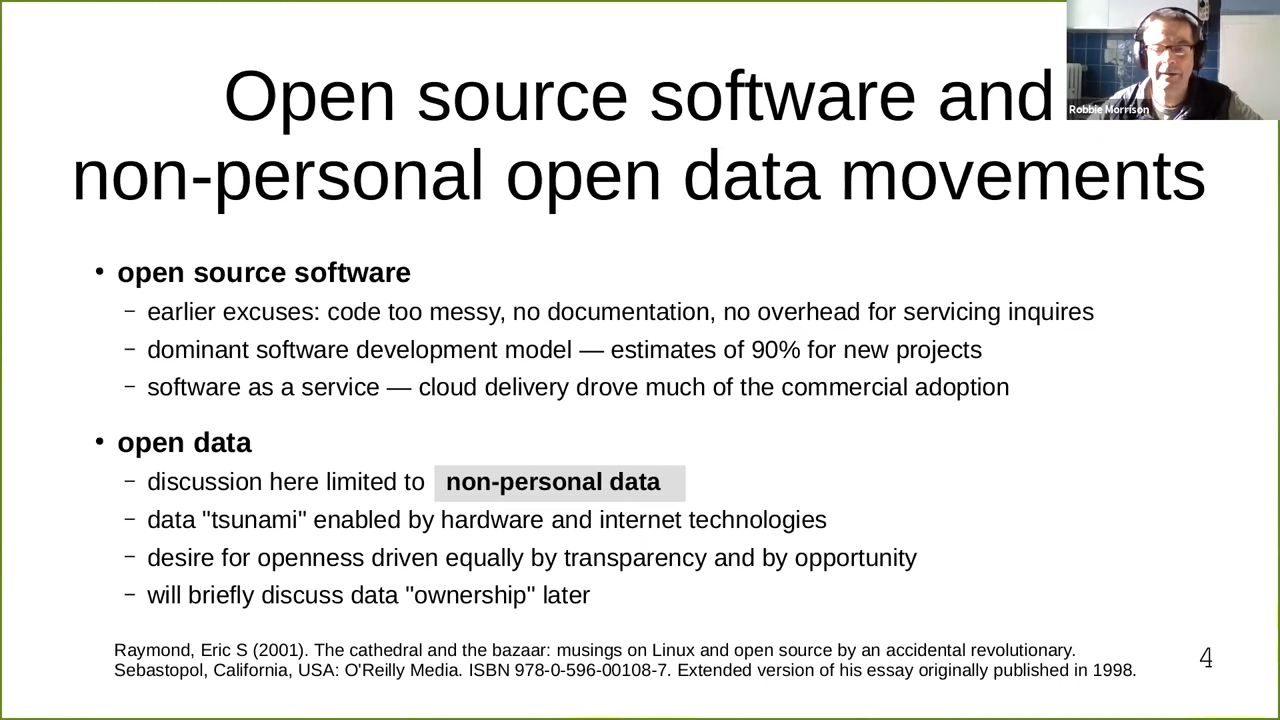 Open source software and
non-personal open data movements
Robbie Morrison
• open source software
– earlier excuses: code too messy, no documentation, no overhead for servicing inquires
– dominant software development model — estimates of 90% for new projects
– software as a service — cloud delivery drove much of the commercial adoption
• open data
– discussion here limited to non-personal data
– data "tsunami" enabled by hardware and internet technologies
– desire for openness driven equally by transparency and by opportunity
– will briefly discuss data "ownership" later
Raymond, Eric S (2001). The cathedral and the bazaar: musings on Linux and open source by an accidental revolutionary.
Sebastopol, California, USA: O'Reilly Media. ISBN 978-0-596-00108-7. Extended version of his essay originally published in 1998.
4